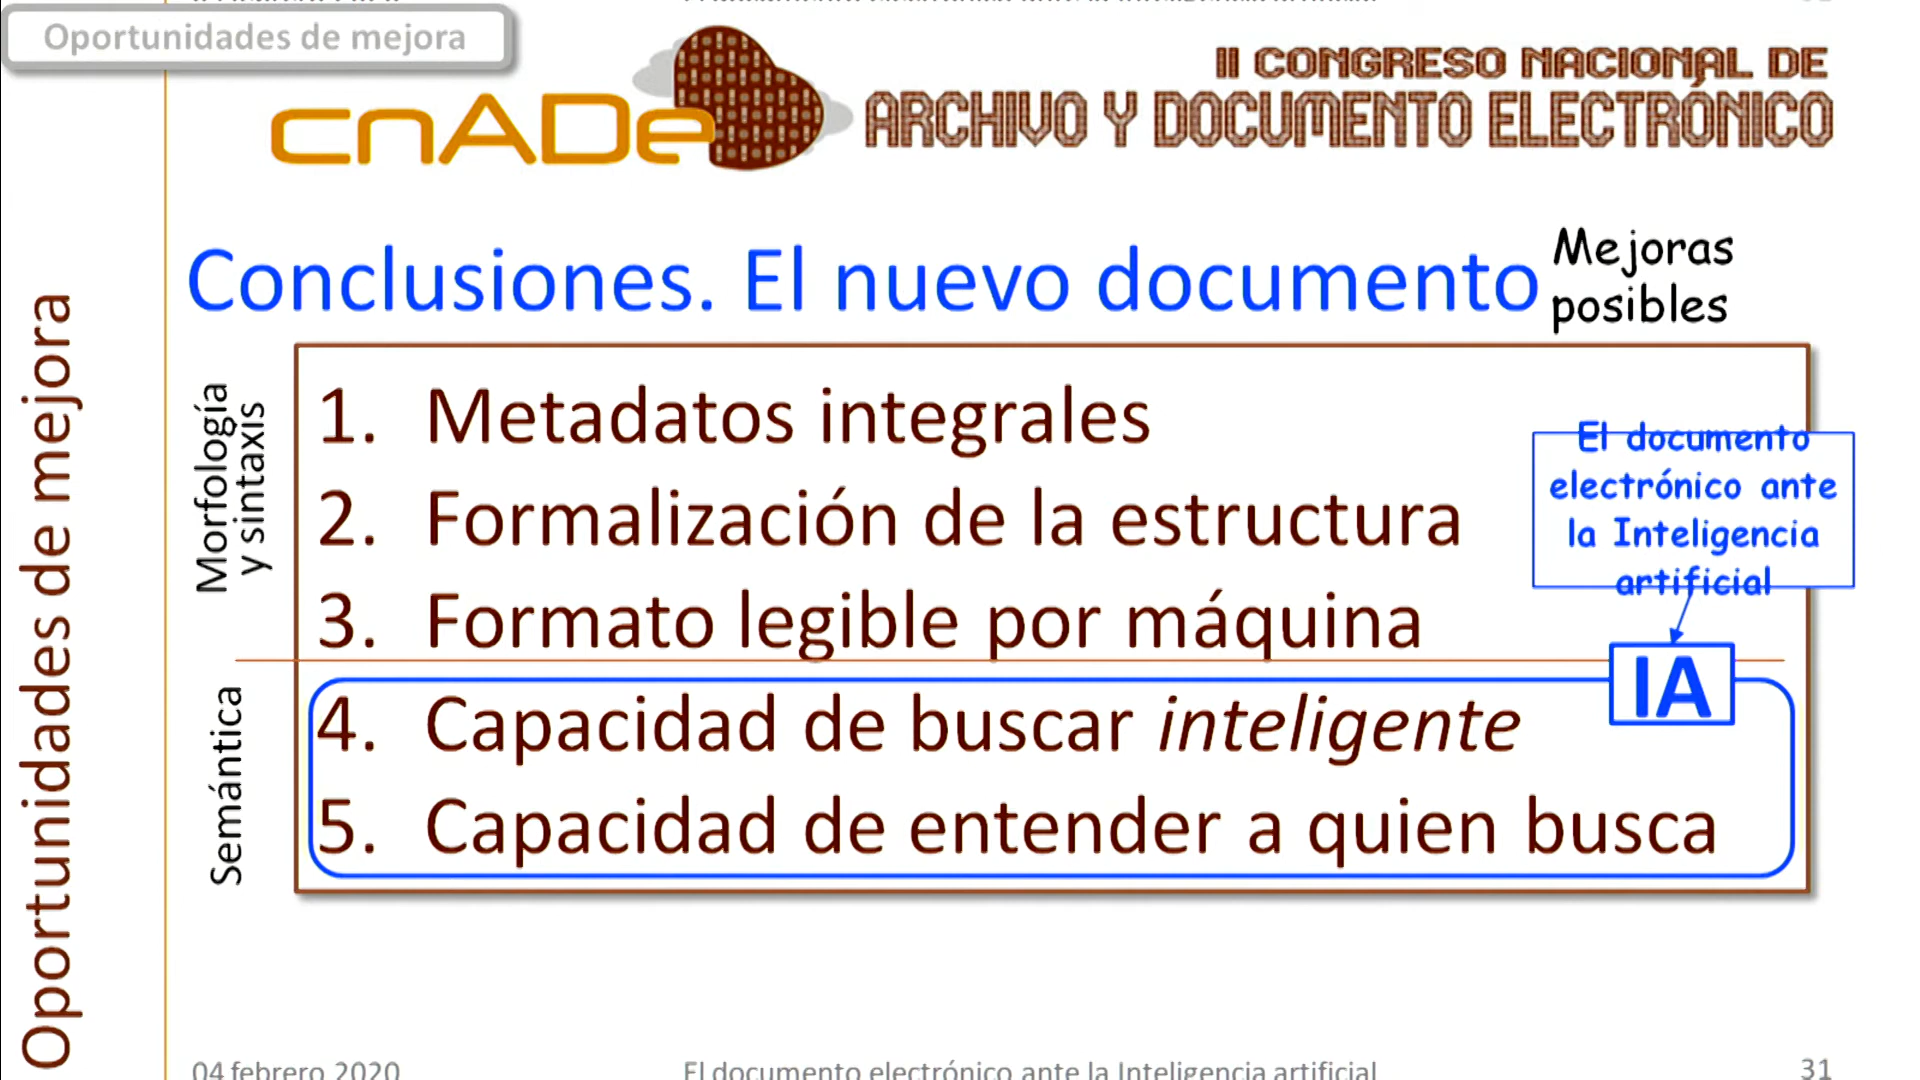 Oportunidades de mejora
cnADe
II CONGRESO NACIONAL DE
ARCHIVO Y DOCUMENTO ELECTRÓNICO
Oportunidades de mejora
Conclusiones. El nuevo documento
Mejoras
posibles
Morfología
y sintaxis
1. Metadatos integrales
2. Formalización de la estructura
3. Formato legible por máquina
El documento
electrónico ante
la Inteligencia
artificial
IA
Semántica
4. Capacidad de buscar inteligente
5. Capacidad de entender a quien busca
04 febrero 2020
El documento electrónico ante la Inteligencia artificial
31